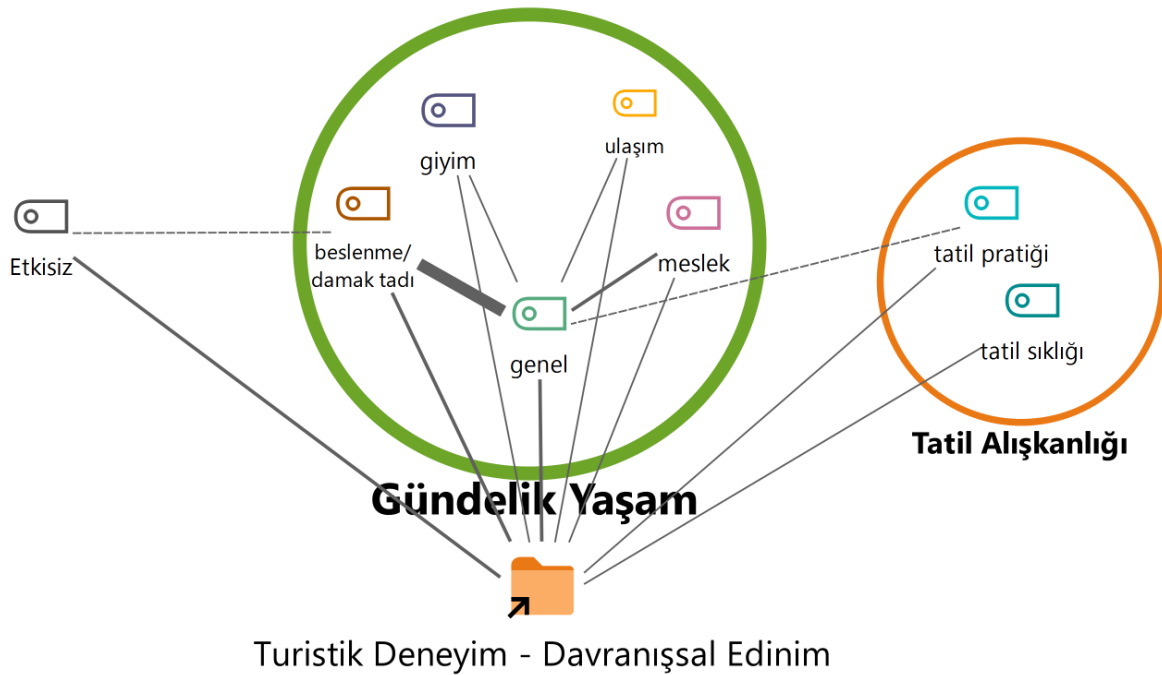 giyim
ulaşım
Etkisiz
beslenme/
damak tadı
meslek
genel
tatil pratiği
tatil sıklığı
Tatil Alışkanlığı
Gündelik Yaşam
Turistik Deneyim - Davranışsal Edinim